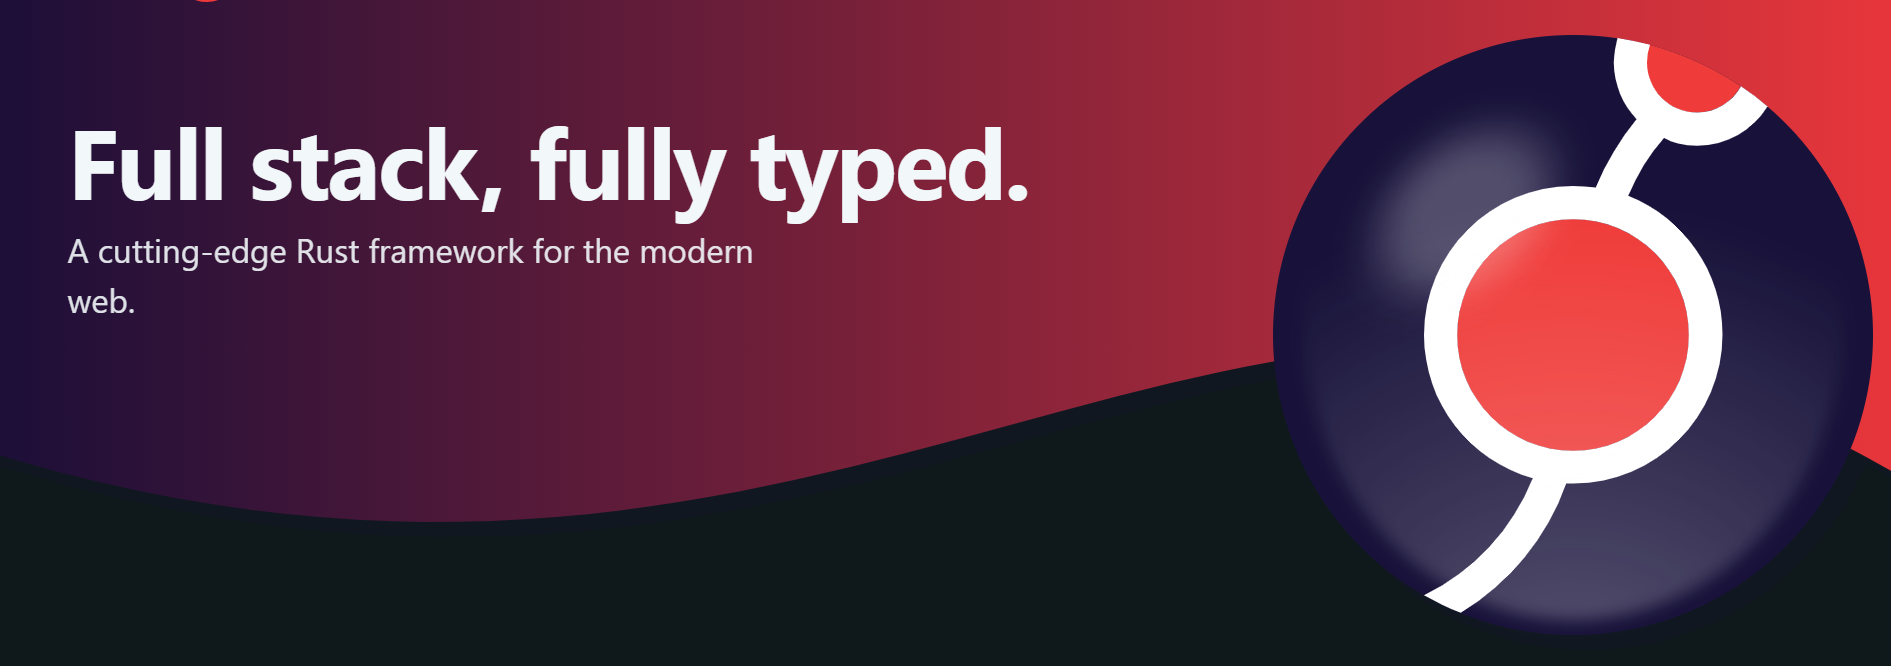 Full stack, fully typed.
A cutting-edge Rust framework for the modern
web.